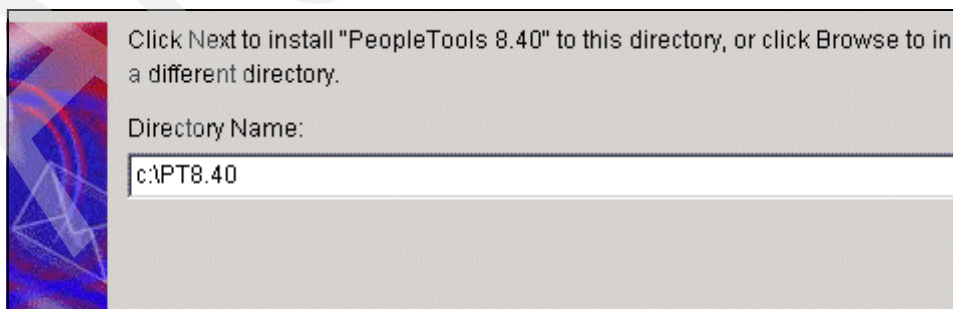 Click Next to install "PeopleTools 8.40" to this directory, or click Browse to in
a different directory.
Directory Name:
c:\PT8.40